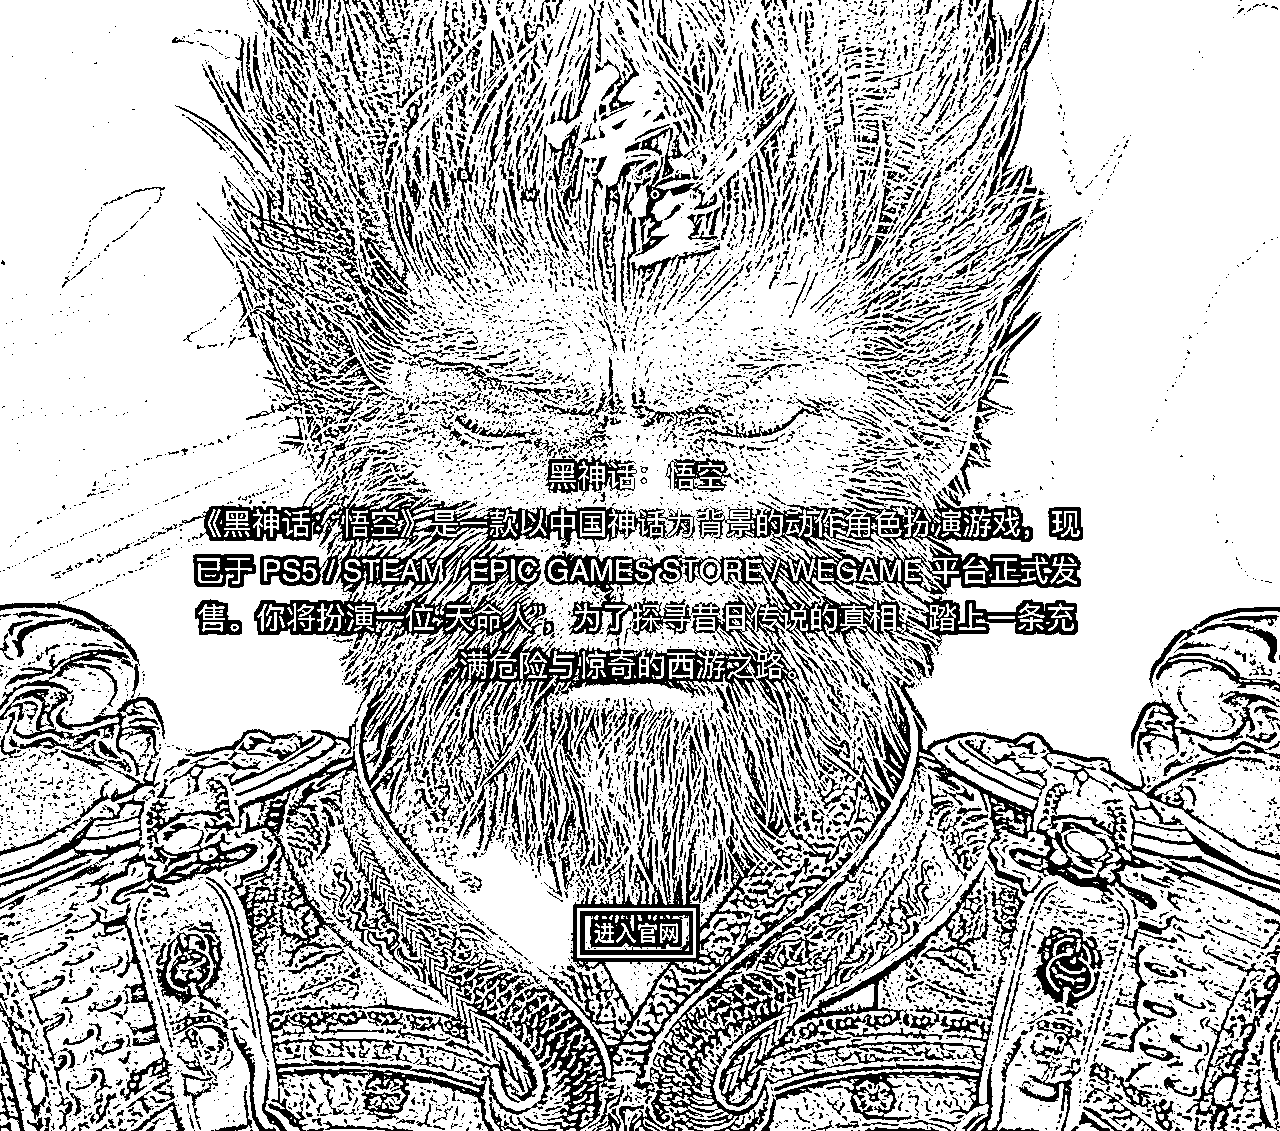 悟空
黑神话：悟空
《黑神话：悟空》是一款以中国神话为背景的动作角色扮演游戏，现
已于 PS5 / STEAM / EPIC GAMES STORE / WEGAME 平台正式发
售。你将扮演一位“天命人”，为了探寻昔日传说的真相，踏上一条充
满危险与惊奇的西游之路。
进入官网